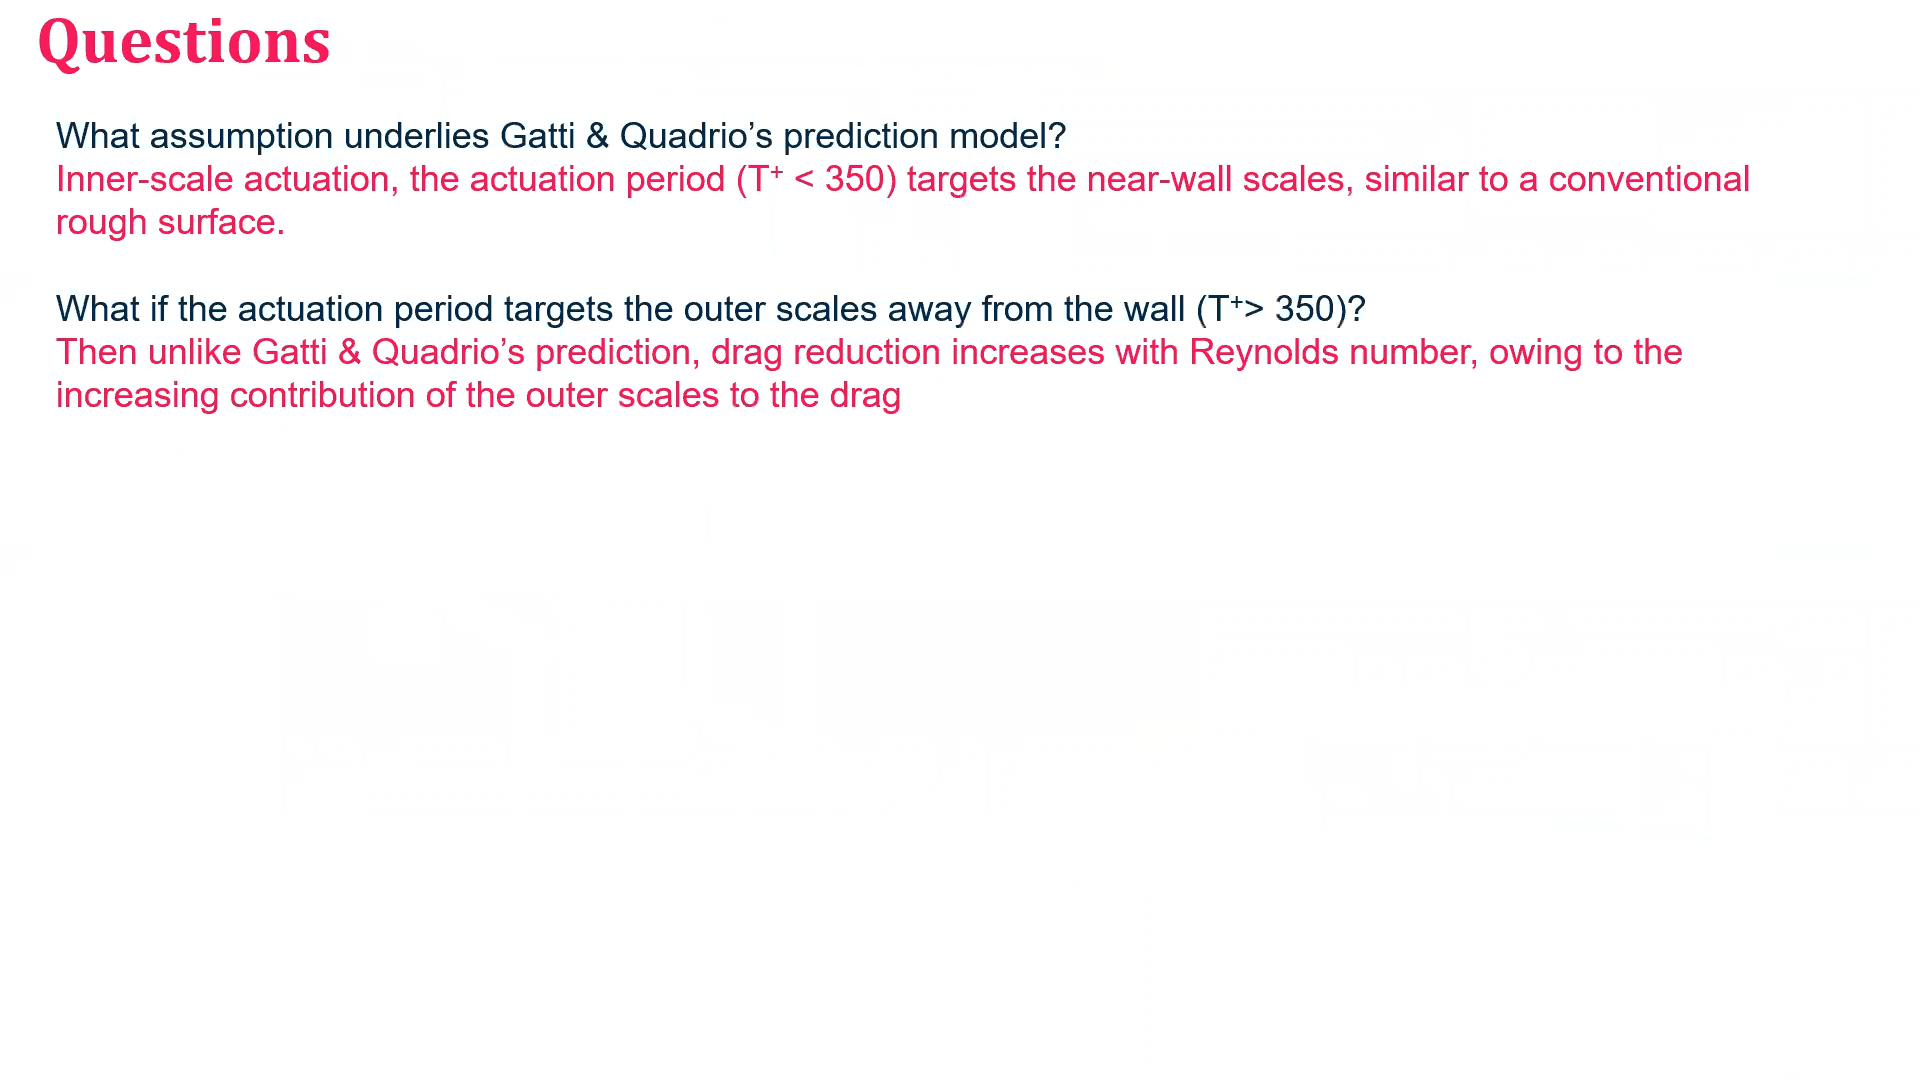 Questions
What assumption underlies Gatti & Quadrio’s prediction model?
Inner-scale actuation, the actuation period (T⁺ < 350) targets the near-wall scales, similar to a conventional
rough surface.
What if the actuation period targets the outer scales away from the wall (T⁺> 350)?
Then unlike Gatti & Quadrio’s prediction, drag reduction increases with Reynolds number, owing to the
increasing contribution of the outer scales to the drag